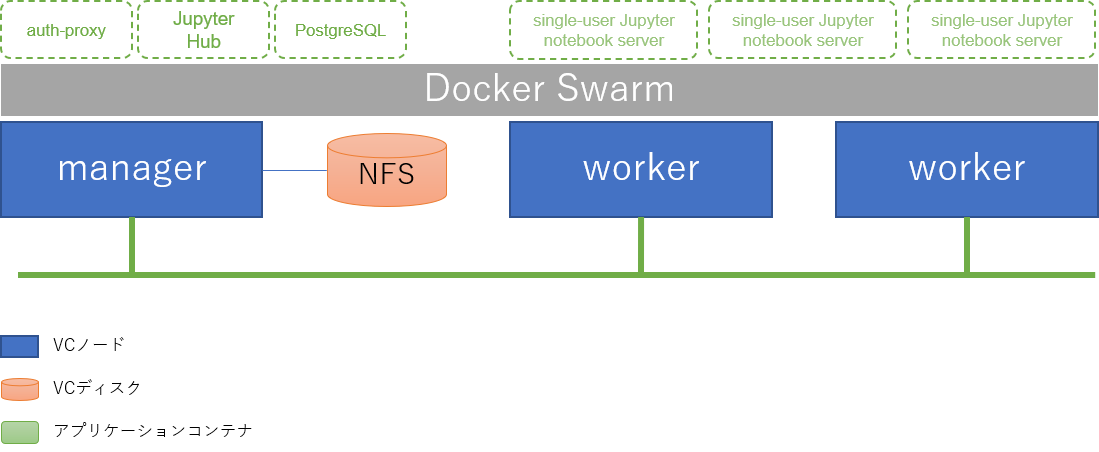 auth-proxy
Jupyter
Hub
PostgreSQL
single-user Jupyter
notebook server
single-user Jupyter
notebook server
single-user Jupyter
notebook server
Docker Swarm
manager
NFS
worker
worker
VCノード
VCディスク
アプリケーションコンテナ